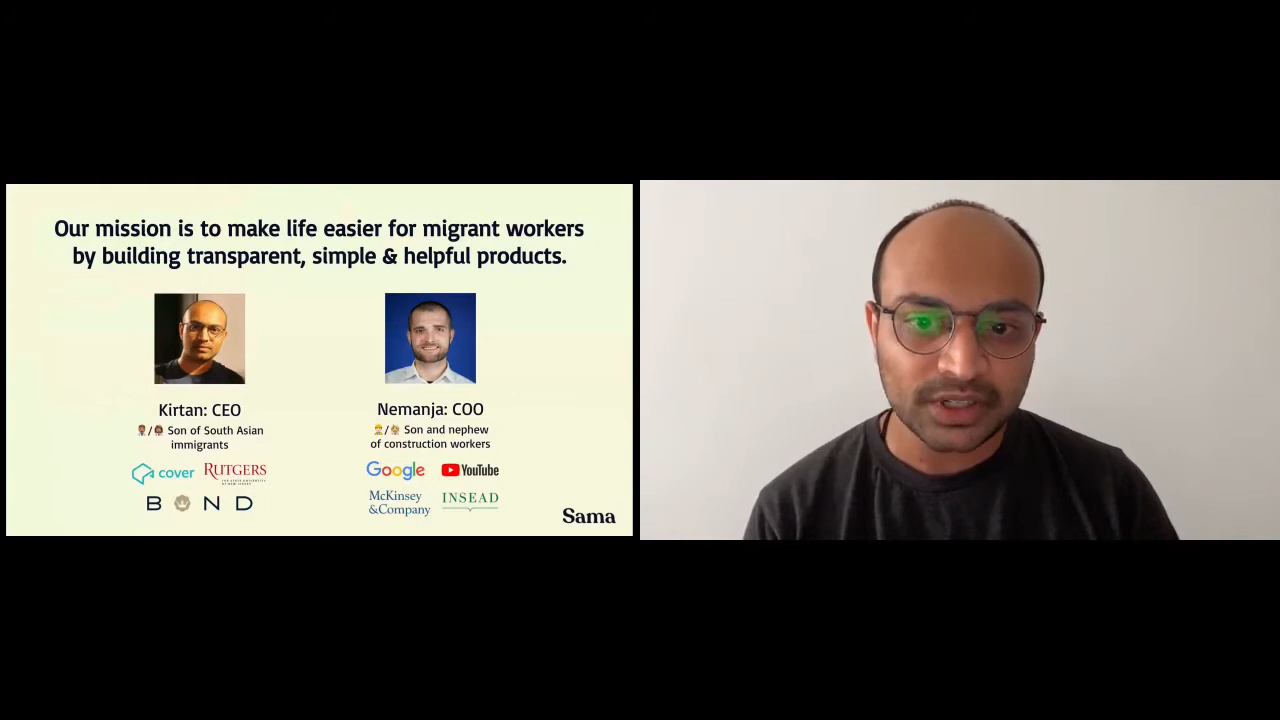 Our mission is to make life easier for migrant workers
by building transparent, simple & helpful products.
Kirtan: CEO
Son of South Asian
immigrants
cover
RUTGERS
BOND
Nemanja: COO
Son and nephew
of construction workers
Google
YouTube
McKinsey
&Company
INSEAD
Sama